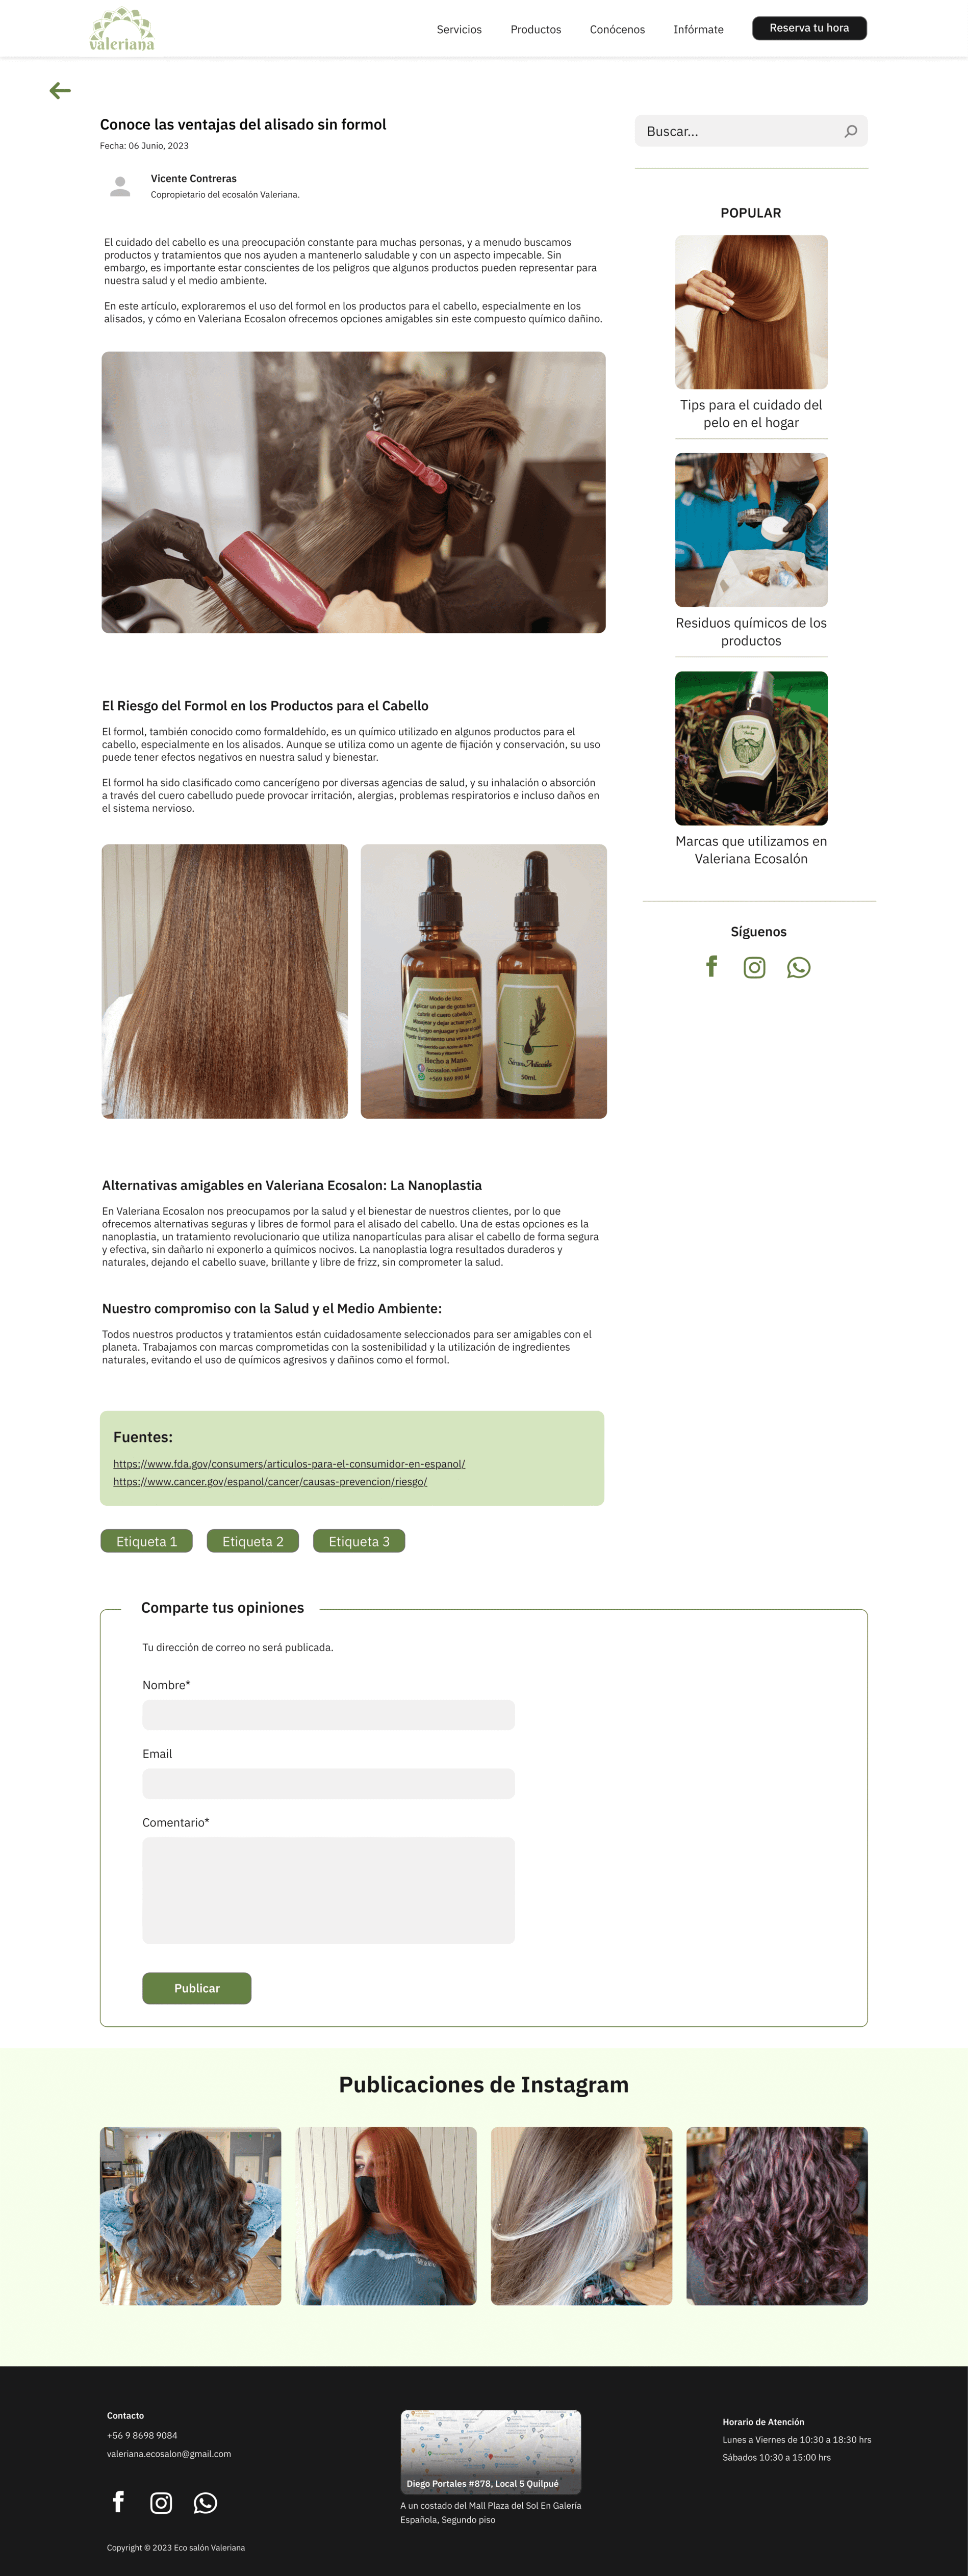 valeriana
Servicios
Productos
Conócenos
Infórmate
Reserva tu hora
Conoce las ventajas del alisado sin formol
Fecha: 06 Junio, 2023
Vicente Contreras
Copropietario del ecosalón Valeriana.
El cuidado del cabello es una preocupación constante para muchas personas, y a menudo buscamos
productos y tratamientos que nos ayuden a mantenerlo saludable y con un aspecto impecable. Sin
embargo, es importante estar conscientes de los peligros que algunos productos pueden representar para
nuestra salud y el medio ambiente.
En este artículo, exploraremos el uso del formol en los productos para el cabello, especialmente en los
alisados, y cómo en Valeriana Ecosalon ofrecemos opciones amigables sin este compuesto químico dañino.
El Riesgo del Formol en los Productos para el Cabello
El formol, también conocido como formaldehído, es un químico utilizado en algunos productos para el
cabello, especialmente en los alisados. Aunque se utiliza como un agente de fijación y conservación, su uso
puede tener efectos negativos en nuestra salud y bienestar.
El formol ha sido clasificado como cancerígeno por diversas agencias de salud, y su inhalación o absorción
a través del cuero cabelludo puede provocar irritación, alergias, problemas respiratorios e incluso daños en
el sistema nervioso.
Modo de Uso:
Aplicar un par de gotas hasta
cubrir el cuero cabelludo.
Masajear y dejar actuar por 20
Hecho a Mano.
/ecosalon_valeriana
+569 869 890 84
50mL
Alternativas amigables en Valeriana Ecosalon: La Nanoplastia
En Valeriana Ecosalon nos preocupamos por la salud y el bienestar de nuestros clientes, por lo que
ofrecemos alternativas seguras y libres de formol para el alisado del cabello. Una de estas opciones es la
nanoplastia, un tratamiento revolucionario que utiliza nanopartículas para alisar el cabello de forma segura
y efectiva, sin dañarlo ni exponerlo a químicos nocivos. La nanoplastia logra resultados duraderos y
naturales, dejando el cabello suave, brillante y libre de frizz, sin comprometer la salud.
Nuestro compromiso con la Salud y el Medio Ambiente:
Todos nuestros productos y tratamientos están cuidadosamente seleccionados para ser amigables con el
planeta. Trabajamos con marcas comprometidas con la sostenibilidad y la utilización de ingredientes
naturales, evitando el uso de químicos agresivos y dañinos como el formol.
Fuentes:
https://www.fda.gov/consumers/articulos-para-el-consumidor-en-espanol/
https://www.cancer.gov/espanol/cancer/causas-prevencion/riesgo/
Etiqueta 1
Etiqueta 2
Etiqueta 3
Buscar...
POPULAR
Tips para el cuidado del
pelo en el hogar
Residuos químicos de los
productos
Marcas que utilizamos en
Valeriana Ecosalón
Síguenos
Comparte tus opiniones
Tu dirección de correo no será publicada.
Nombre*
Email
Comentario*
Publicar
Publicaciones de Instagram
Contacto
+56 9 8698 9084
valeriana.ecosalon@gmail.com
Copyright © 2023 Eco salón Valeriana
Diego Portales #878, Local 5 Quilpué
A un costado del Mall Plaza del Sol En Galería
Española, Segundo piso
Horario de Atención
Lunes a Viernes de 10:30 a 18:30 hrs
Sábados 10:30 a 15:00 hrs